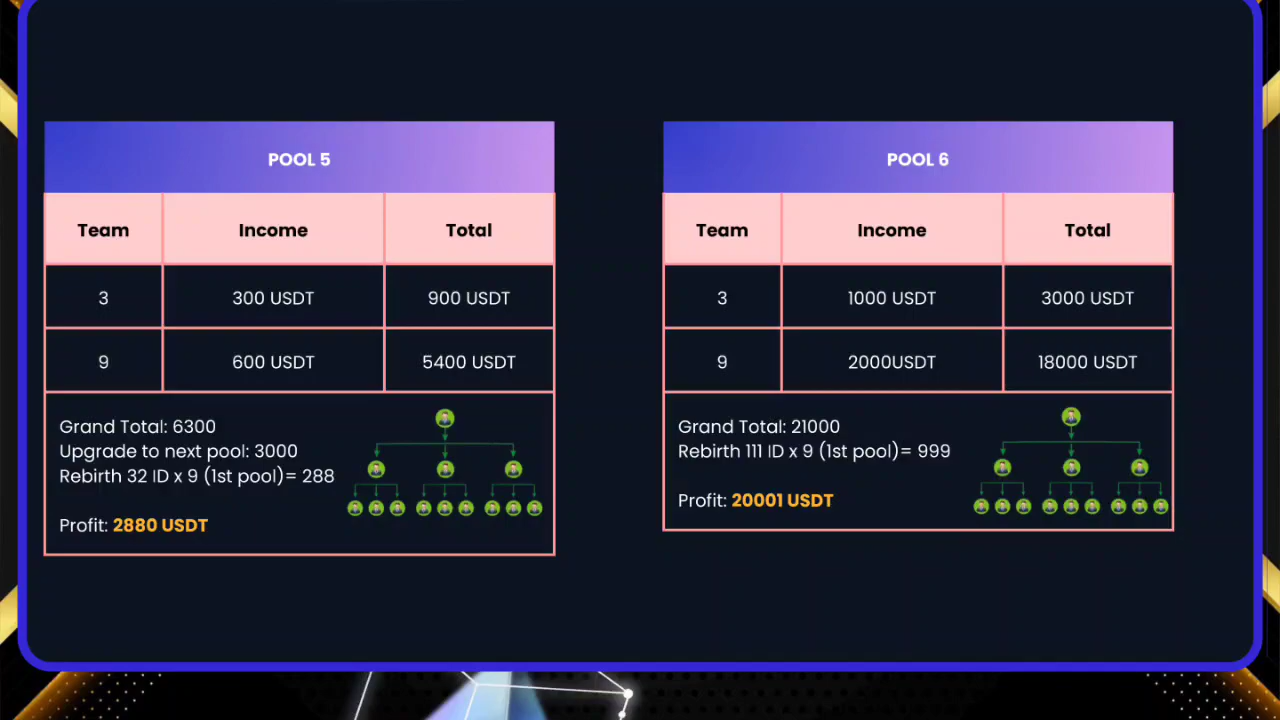 POOL 5
Team Income Total
3 300 USDT 900 USDT
9 600 USDT 5400 USDT
Grand Total: 6300
Upgrade to next pool: 3000
Rebirth 32 ID x 9 (1st pool)= 288
Profit: 2880 USDT
POOL 6
Team Income Total
3 1000 USDT 3000 USDT
9 2000USDT 18000 USDT
Grand Total: 21000
Rebirth 111 ID x 9 (1st pool)= 999
Profit: 20001 USDT